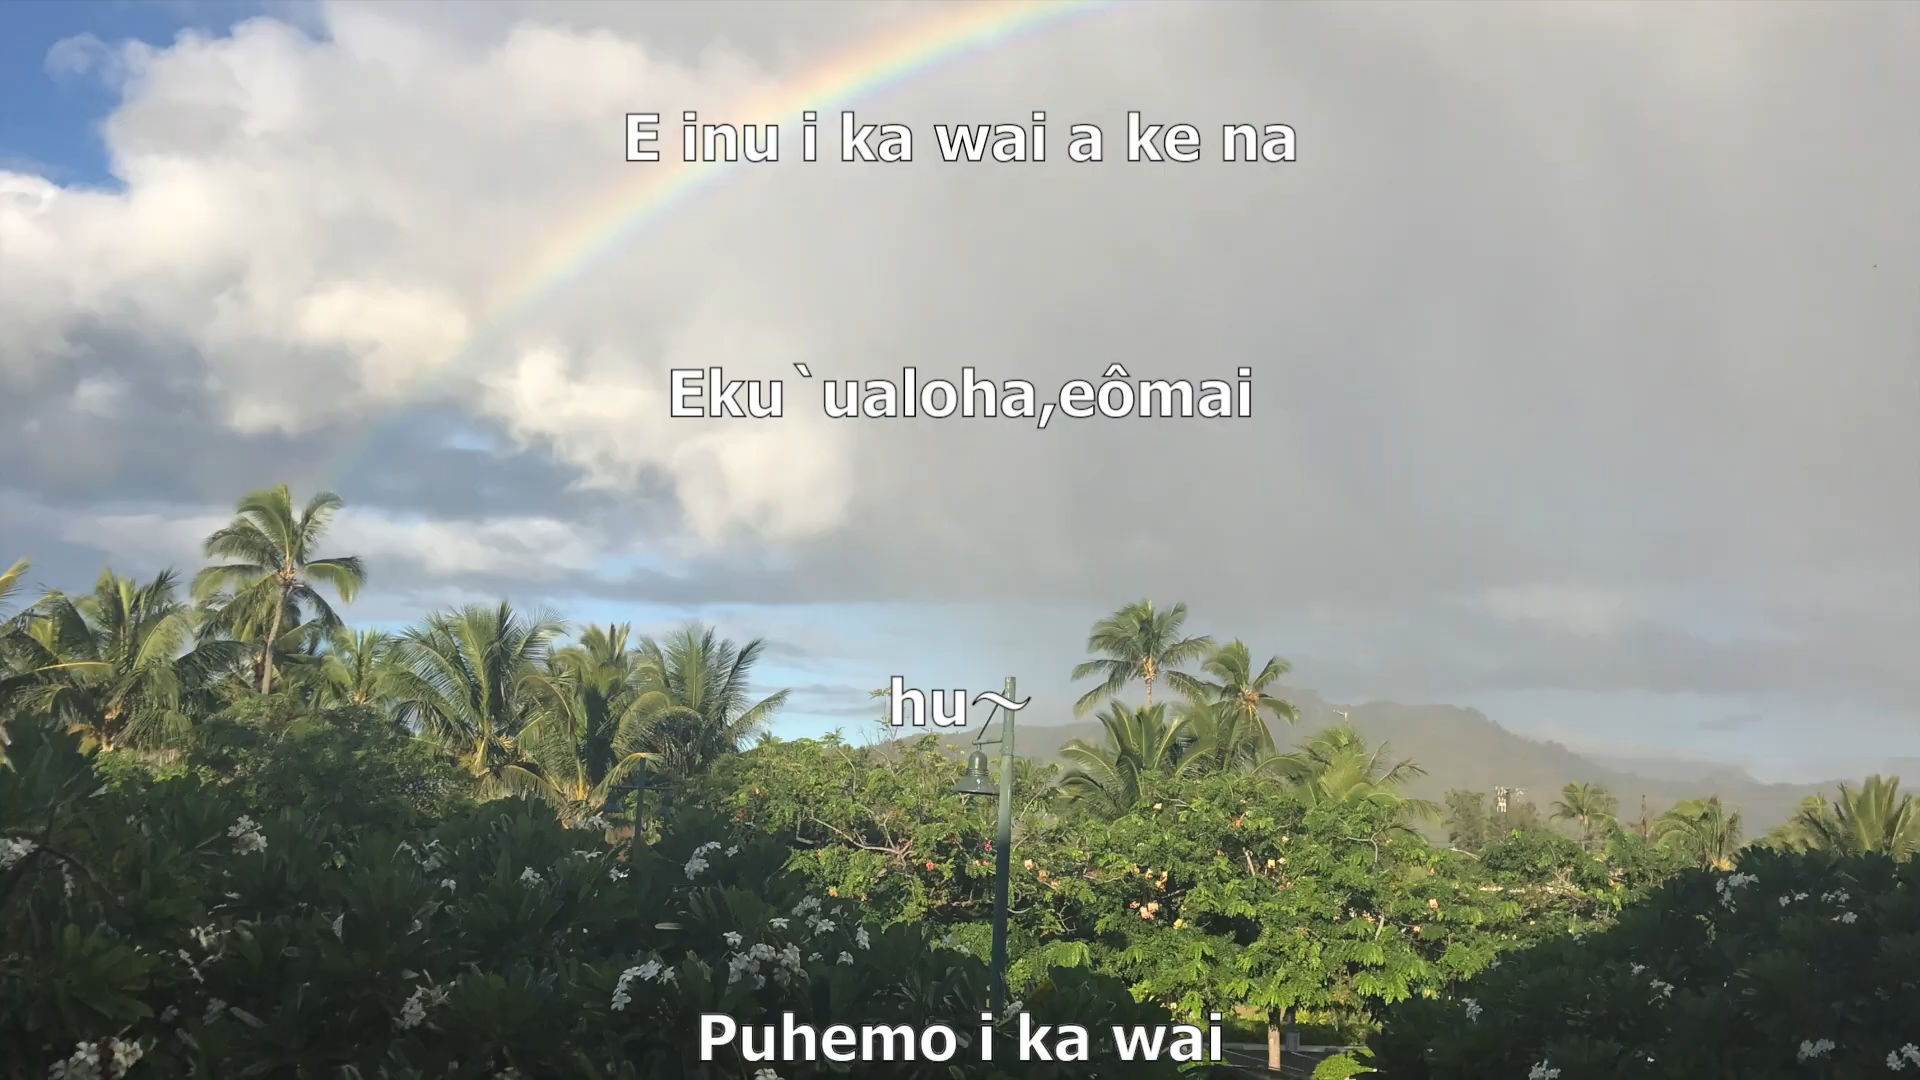 E inu i ka wai a ke na
Eku`ualoha,eômai
hu~
Puhemo i ka wai